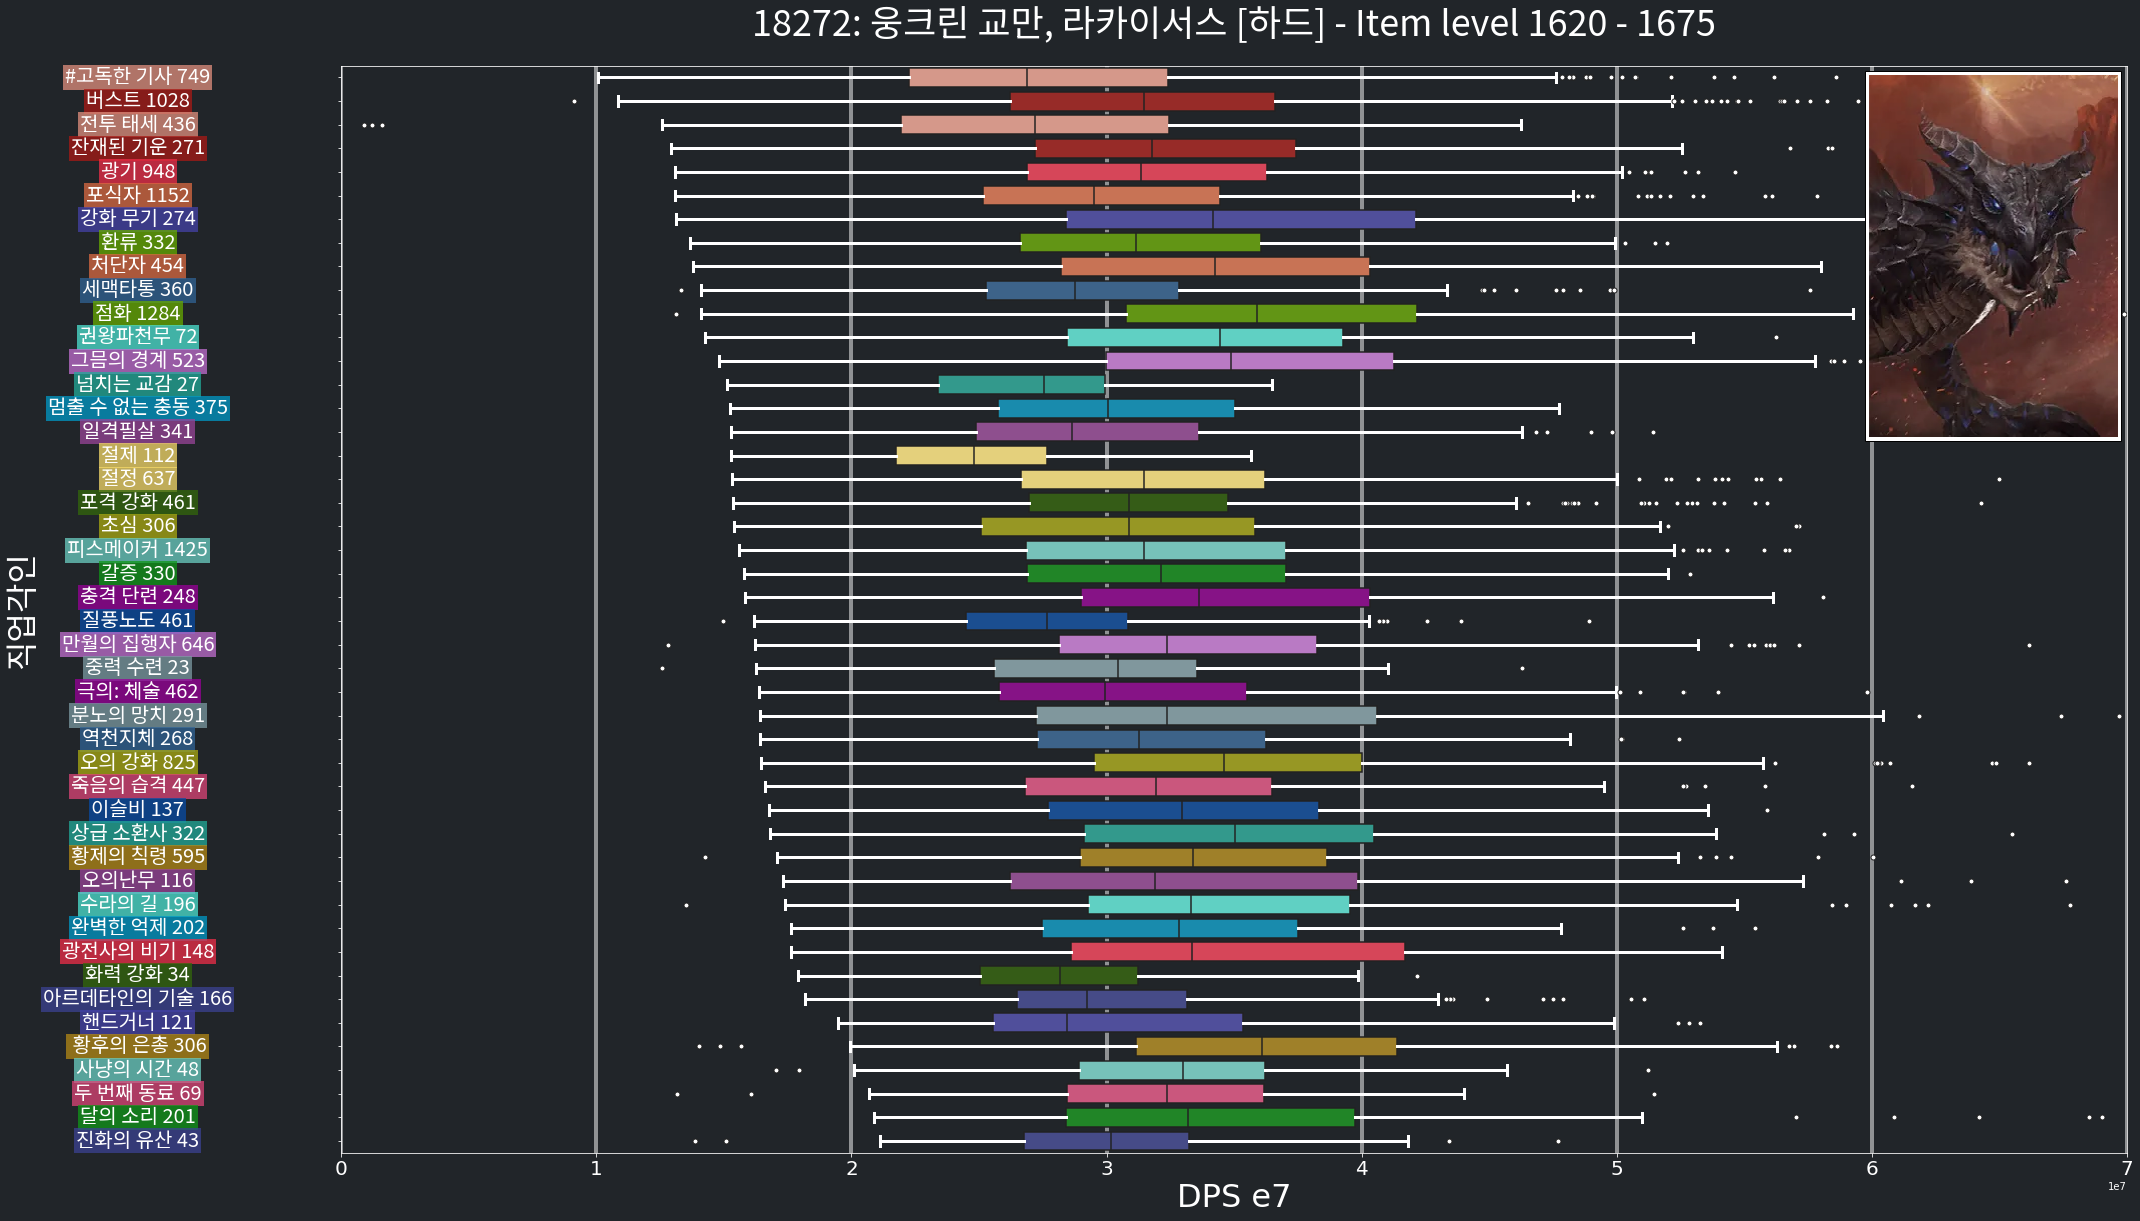 18272: 웅크린 교만, 라카이서스 [하드] - Item level 1620 - 1675
#고독한 기사 749
버스트 1028
전투 태세 436
잔재된 기운 271
광기 948
포식자 1152
강화 무기 274
환류 332
처단자 454
세맥타통 360
점화 1284
권왕파천무 72
그믐의 경계 523
넘치는 교감 27
멈출 수 없는 충동 375
일격필살 341
절제 112
절정 637
포격 강화 461
초심 306
피스메이커 1425
갈증 330
충격 단련 248
질풍노도 461
만월의 집행자 646
중력 수련 23
극의: 체술 462
분노의 망치 291
역천지체 268
오의 강화 825
죽음의 습격 447
이슬비 137
상급 소환사 322
황제의 칙령 595
오의난무 116
수라의 길 196
완벽한 억제 202
광전사의 비기 148
화력 강화 34
아르데타인의 기술 166
핸드거너 121
황후의 은총 306
사냥의 시간 48
두 번째 동료 69
달의 소리 201
진화의 유산 43
직업각인
0 1 2 3 4 5 6 7
DPS e7
1e7